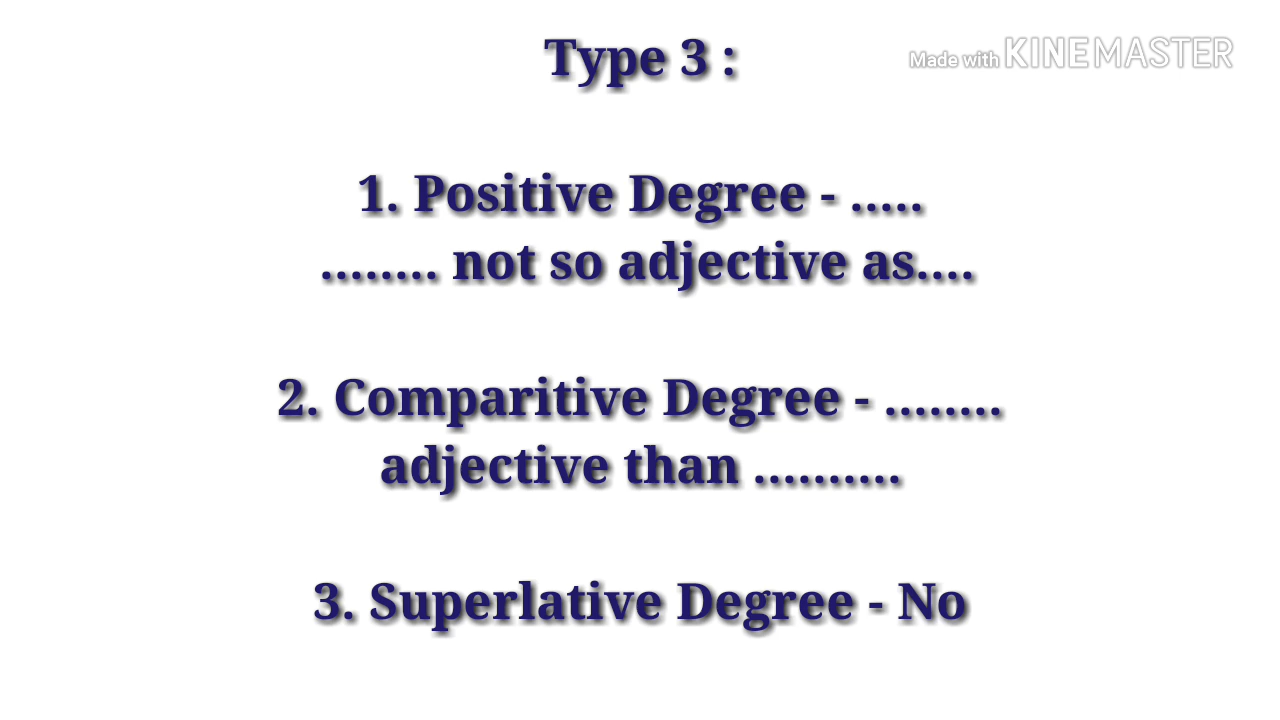 Type 3 :
Made with KINEMASTER
1. Positive Degree - .....
........ not so adjective as....
2. Comparitive Degree - ........
adjective than ..........
3. Superlative Degree - No